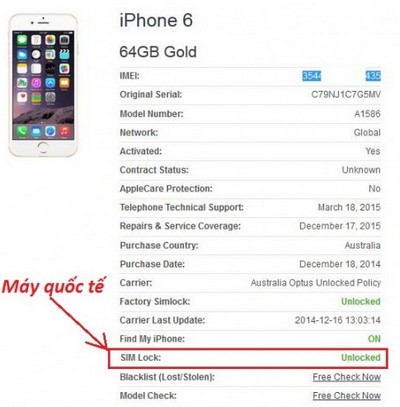 iPhone 6
64GB Gold
IMEI: 3544 435
Original Serial: C79NJ1C7G5MV
Model Number: A1586
Network: Global
Activated: Yes
Contract Status: Unknown
AppleCare Protection: No
Telephone Technical Support: March 18, 2015
Repairs & Service Coverage: December 17, 2015
Purchase Country: Australia
Purchase Date: December 18, 2014
Carrier: Australia Optus Unlocked Policy
Factory Simlock: Unlocked
Carrier Last Update: 2014-12-16 13:03:14
Find My iPhone: ON
Máy quốc tế
SIM Lock: Unlocked
Blacklist (Lost/Stolen): Free Check Now
Model Check: Free Check Now